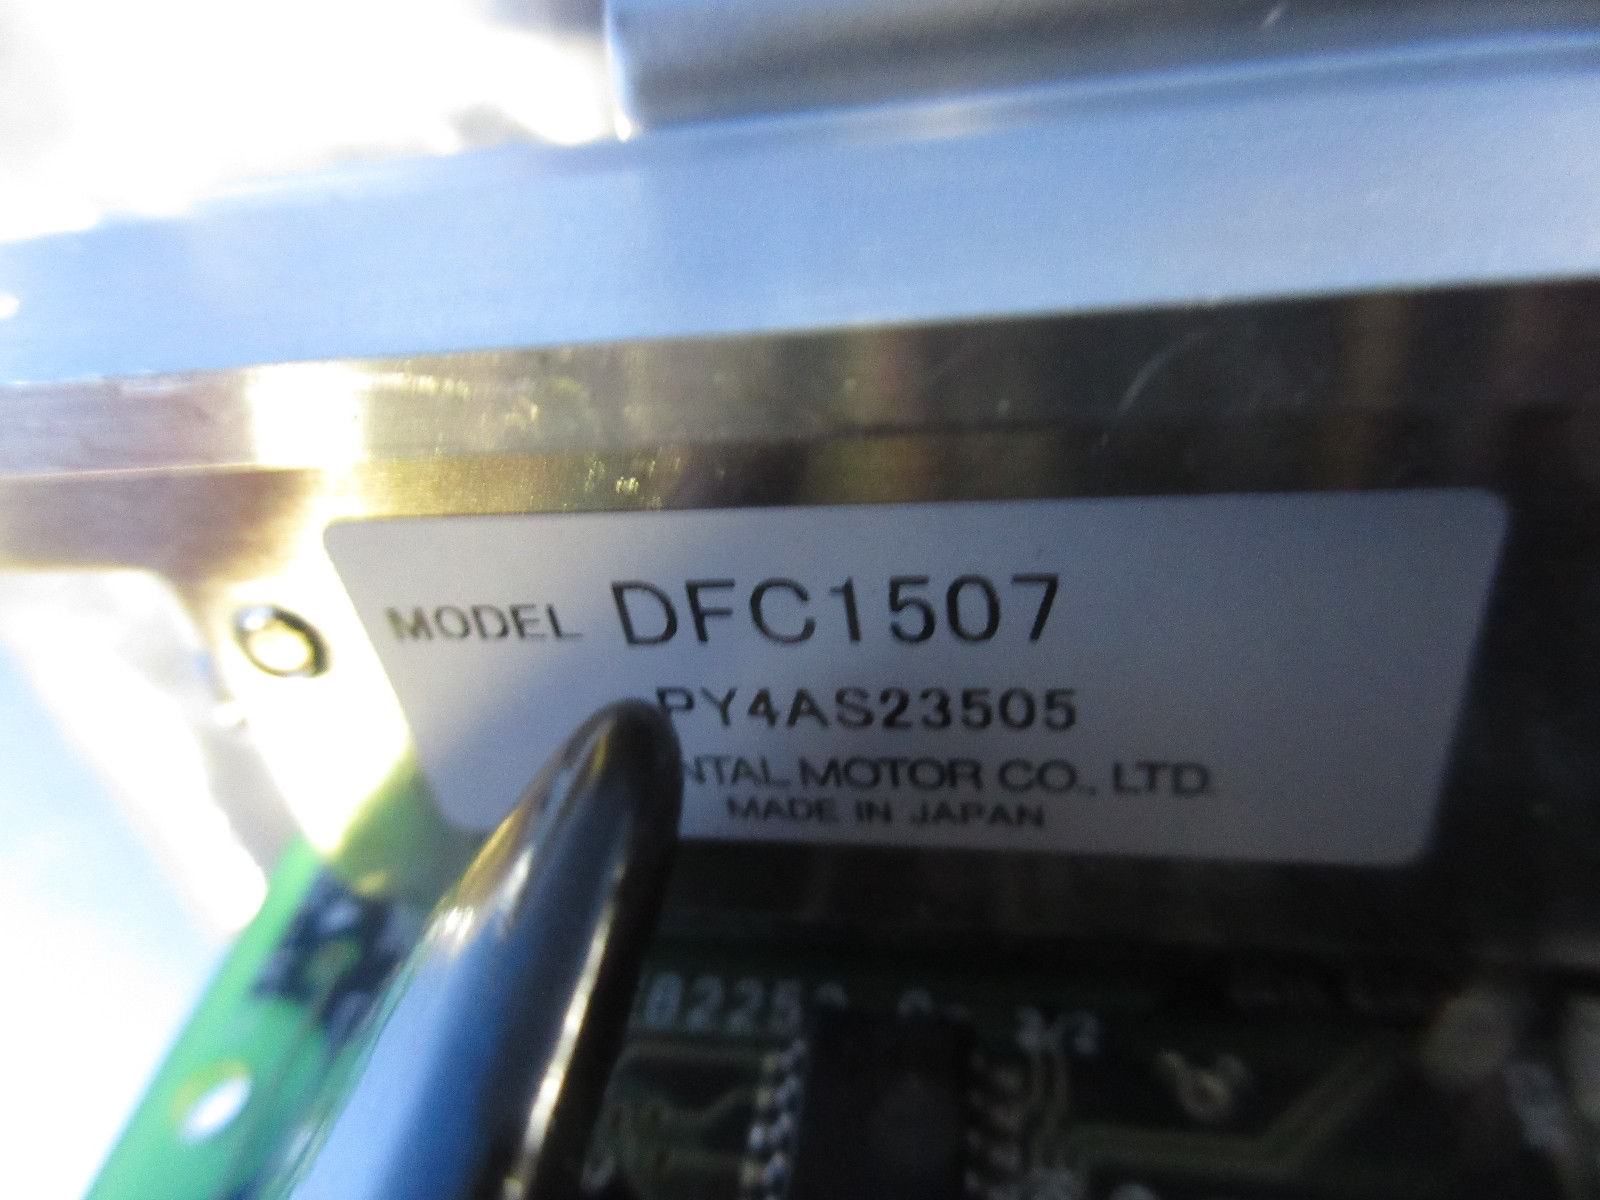 MODEL DFC1507
PY4AS23505
NTAL MOTOR CO., LTD.
MADE IN JAPAN